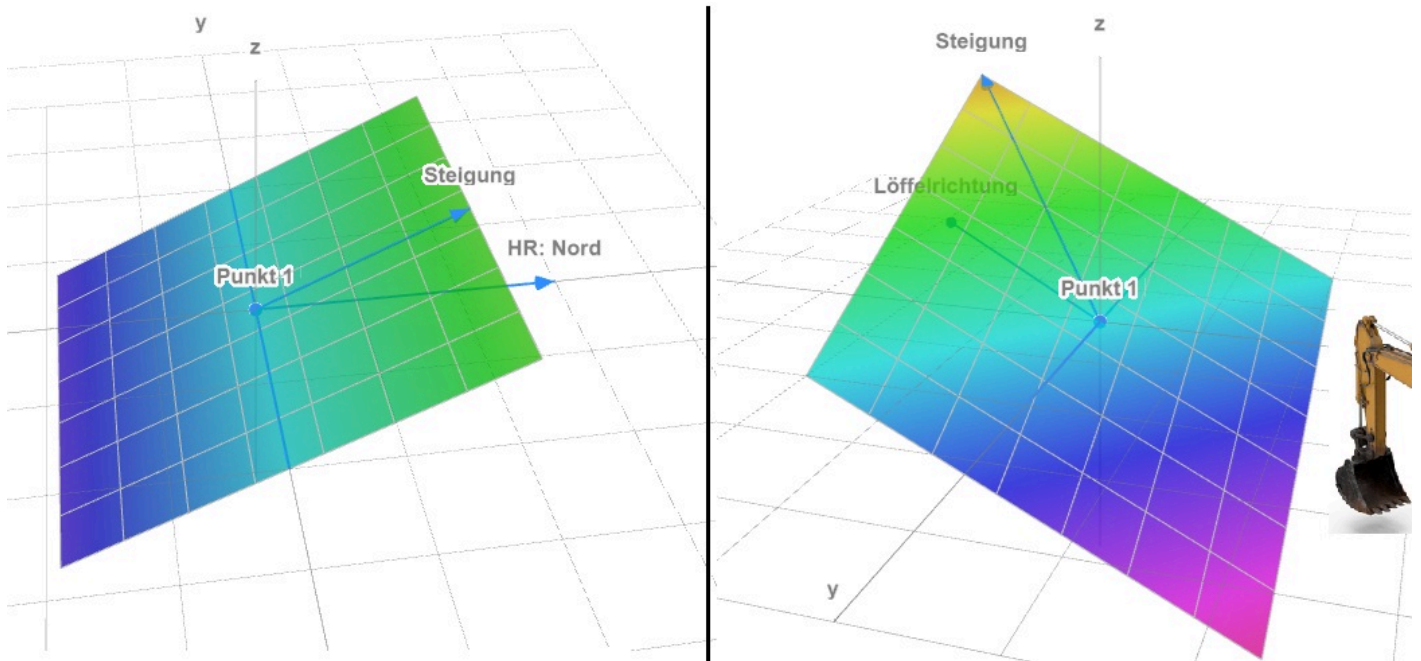 y
z
Steigung
HR: Nord
Punkt 1
Steigung
z
Löffelrichtung
Punkt 1
y